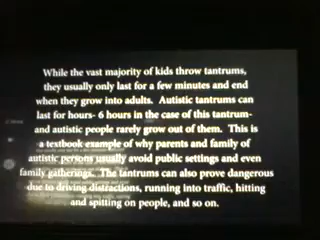 While the vast majority of kids throw tantrums,
they usually only last for a few minutes and end
when they grow into adults.  Autistic tantrums can
last for hours- 6 hours in the case of this tantrum-
and autistic people rarely grow out of them.  This is
a textbook example of why parents and family of
autistic persons usually avoid public settings and even
family gatherings.  The tantrums can also prove dangerous
due to driving distractions, running into traffic, hitting
and spitting on people, and so on.